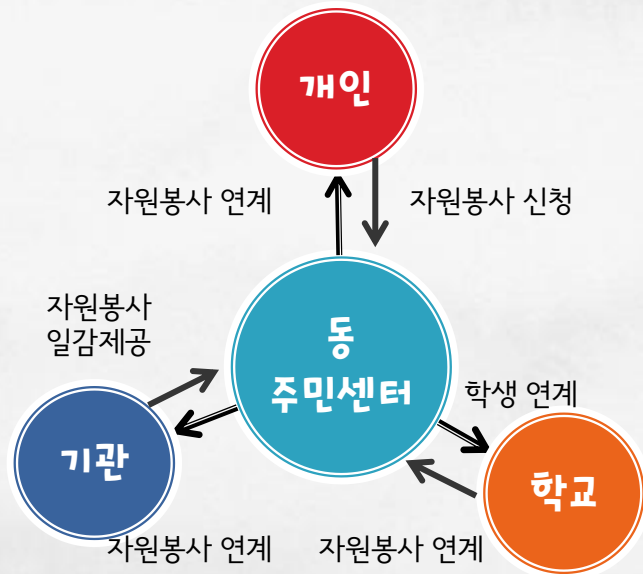 개인
자원봉사 연계
자원봉사 신청
자원봉사
일감제공
동
주민센터
학생 연계
기관
학교
자원봉사 연계
자원봉사 연계